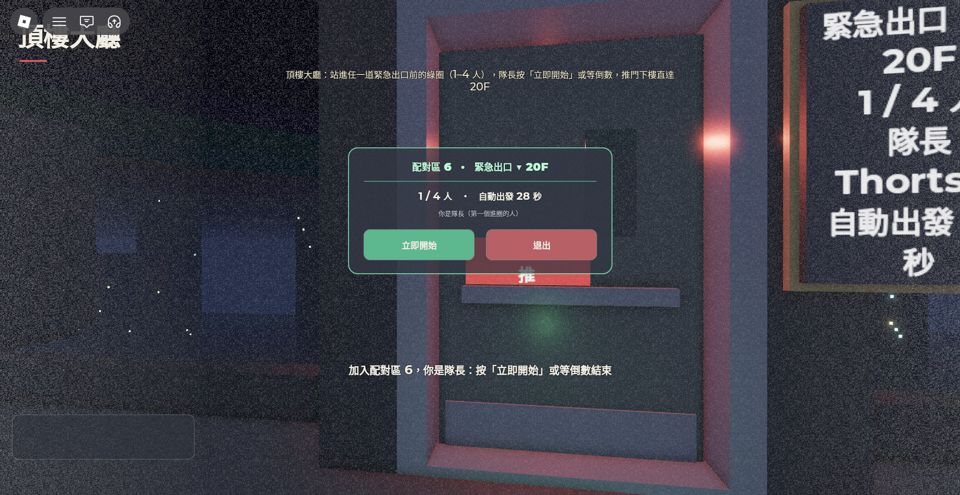 頂樓大廳
頂樓大廳：站進任一道緊急出口前的綠圈（1–4 人），隊長按「立即開始」或等倒數，推門下樓直達
20F
配對區 6 • 緊急出口 ▼ 20F
1 / 4 人 • 自動出發 28 秒
你是隊長（第一個進圈的人）
立即開始
退出
推
加入配對區 6，你是隊長：按「立即開始」或等倒數結束
緊急出口
20F
1 / 4 人
隊長
Thorts
自動出發
秒